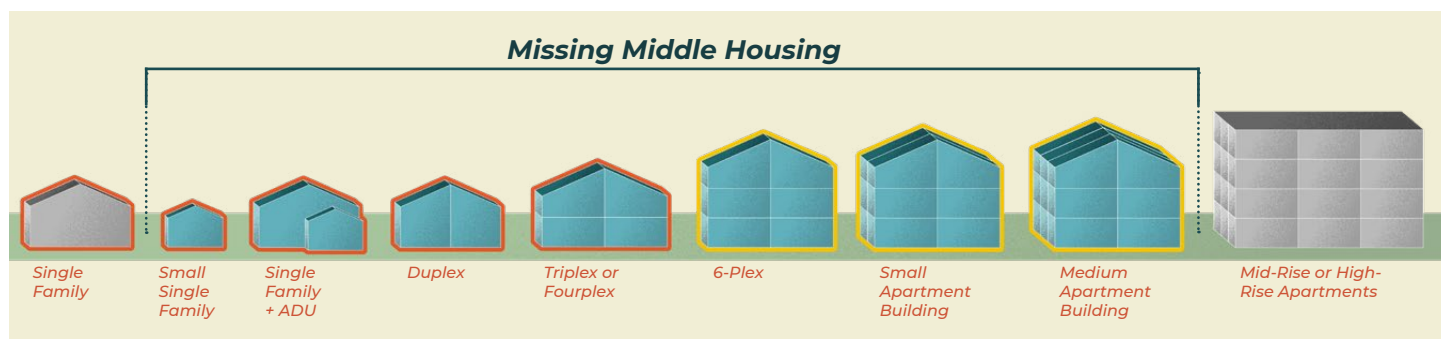 Missing Middle Housing
Single
Family
Small
Single
Family
Single
Family
+ ADU
Duplex
Triplex or
Fourplex
6-Plex
Small
Apartment
Building
Medium
Apartment
Building
Mid-Rise or High-
Rise Apartments